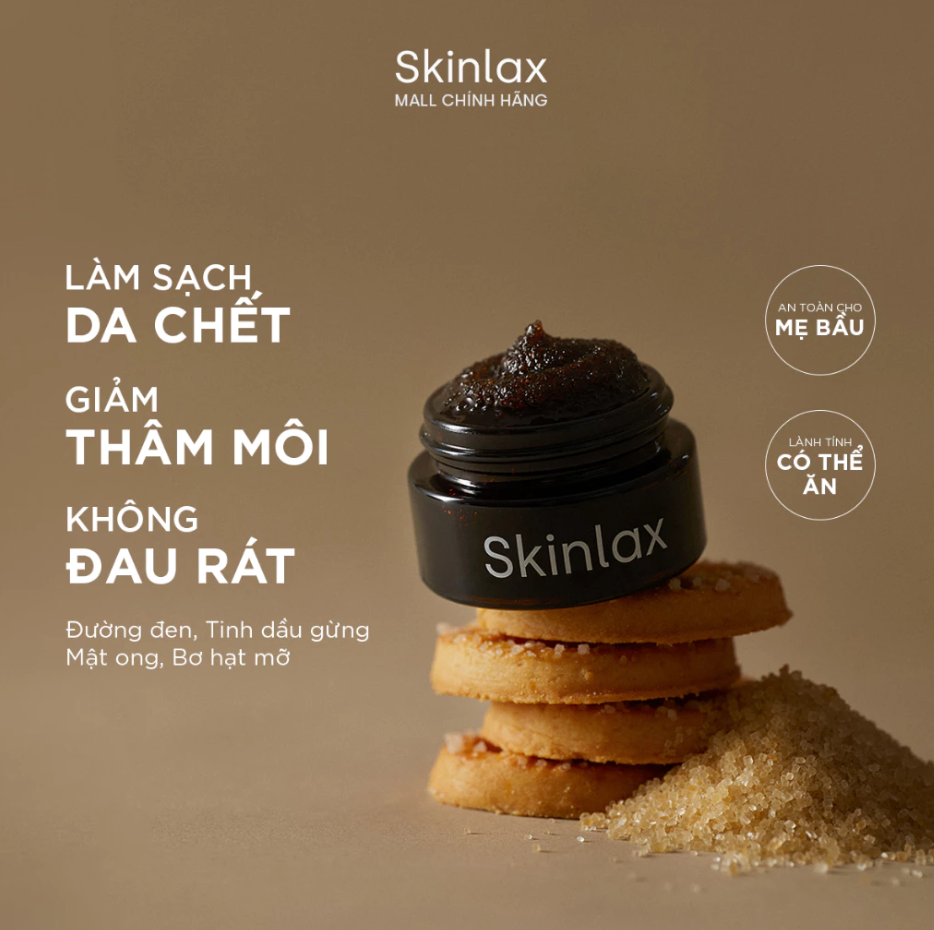 Skinlax
MALL CHÍNH HÃNG
LÀM SẠCH
DA CHẾT
GIẢM
THÂM MÔI
KHÔNG
ĐAU RÁT
Đường đen, Tinh dầu gừng
Mật ong, Bơ hạt mỡ
AN TOÀN CHO
MẸ BẦU
LÀNH TÍNH
CÓ THỂ
ĂN
Skinlax